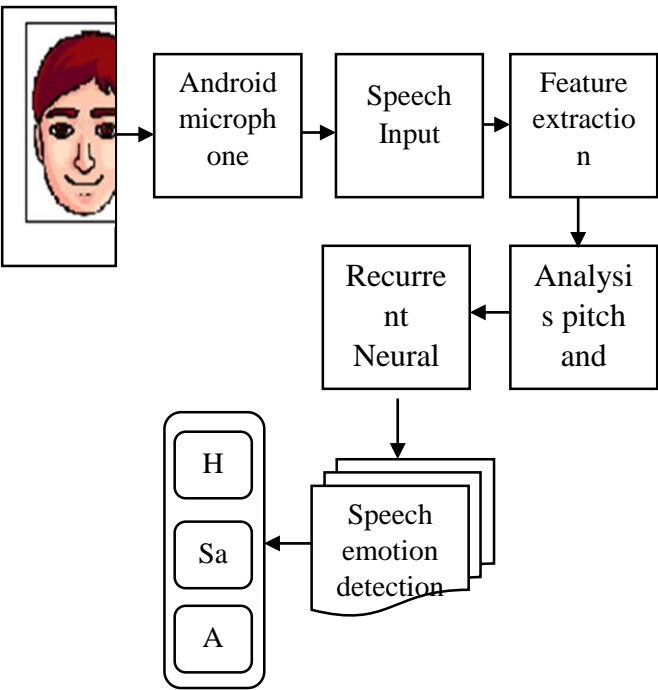 Android
microph
one
Speech
Input
Feature
extractio
n
Recurre
nt
Neural
Analysi
s pitch
and
H
Sa
A
Speech
emotion
detection